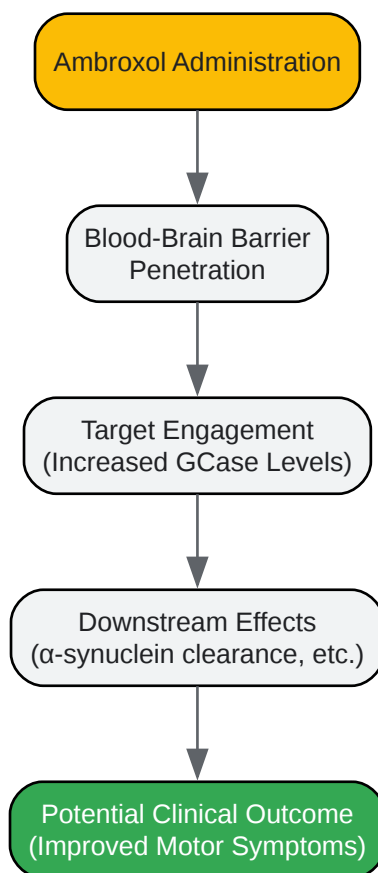 Ambroxol Administration
Blood-Brain Barrier
Penetration
Target Engagement
(Increased GCase Levels)
Downstream Effects
(α-synuclein clearance, etc.)
Potential Clinical Outcome
(Improved Motor Symptoms)